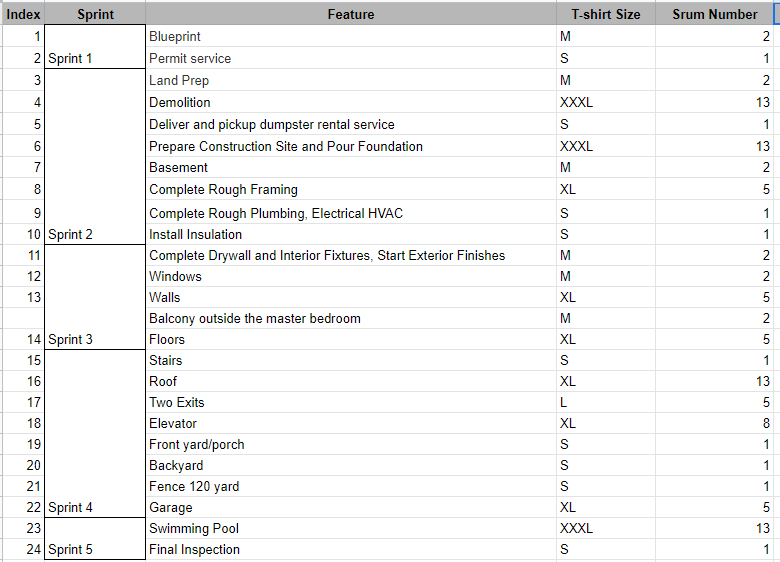 Index Sprint Feature T-shirt Size Srum Number
1 Blueprint M 2
2 Sprint 1 Permit service S 1
3 Land Prep M 2
4 Demolition XXXL 13
5 Deliver and pickup dumpster rental service S 1
6 Prepare Construction Site and Pour Foundation XXXL 13
7 Basement M 2
8 Complete Rough Framing XL 5
9 Complete Rough Plumbing, Electrical HVAC S 1
10 Sprint 2 Install Insulation S 1
11 Complete Drywall and Interior Fixtures, Start Exterior Finishes M 2
12 Windows M 2
13 Walls XL 5
Balcony outside the master bedroom M 2
14 Sprint 3 Floors XL 5
15 Stairs S 1
16 Roof XL 13
17 Two Exits L 5
18 Elevator XL 8
19 Front yard/porch S 1
20 Backyard S 1
21 Fence 120 yard S 1
22 Sprint 4 Garage XL 5
23 Swimming Pool XXXL 13
24 Sprint 5 Final Inspection S 1